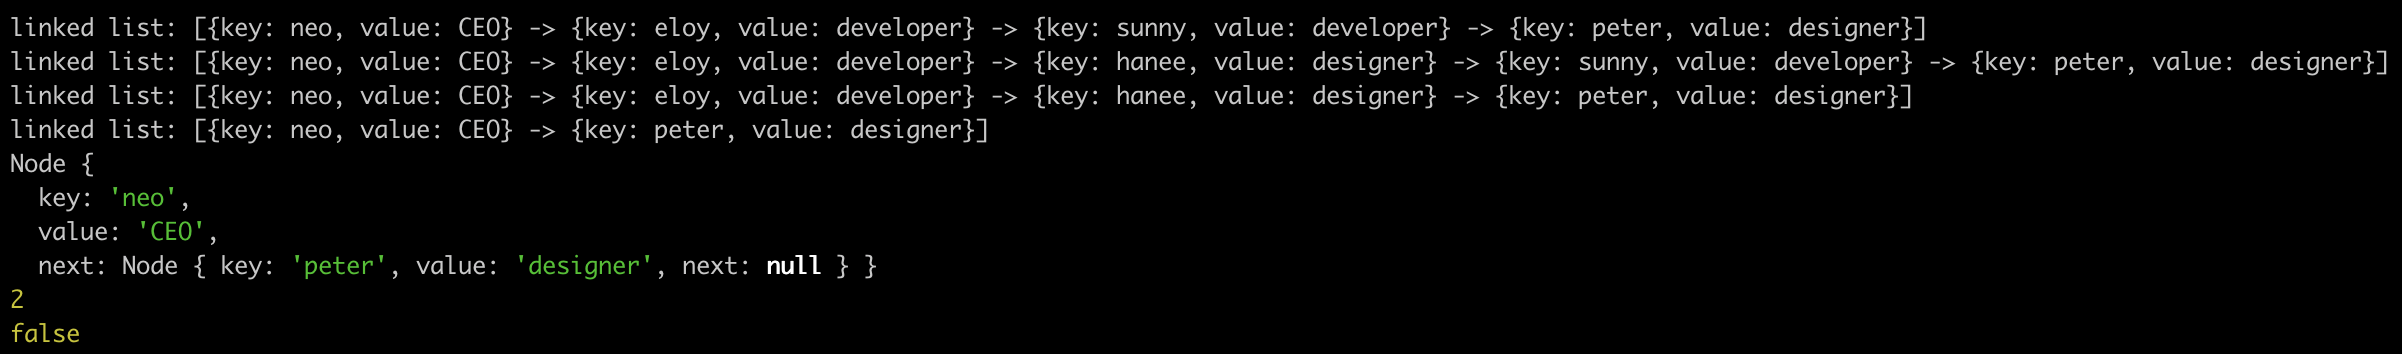 linked list: [{key: neo, value: CEO} -> {key: eloy, value: developer} -> {key: sunny, value: developer} -> {key: peter, value: designer}]
linked list: [{key: neo, value: CEO} -> {key: eloy, value: developer} -> {key: hanee, value: designer} -> {key: sunny, value: developer} -> {key: peter, value: designer}]
linked list: [{key: neo, value: CEO} -> {key: eloy, value: developer} -> {key: hanee, value: designer} -> {key: peter, value: designer}]
linked list: [{key: neo, value: CEO} -> {key: peter, value: designer}]
Node {
  key: 'neo',
  value: 'CEO',
  next: Node { key: 'peter', value: 'designer', next: null } }
2
false